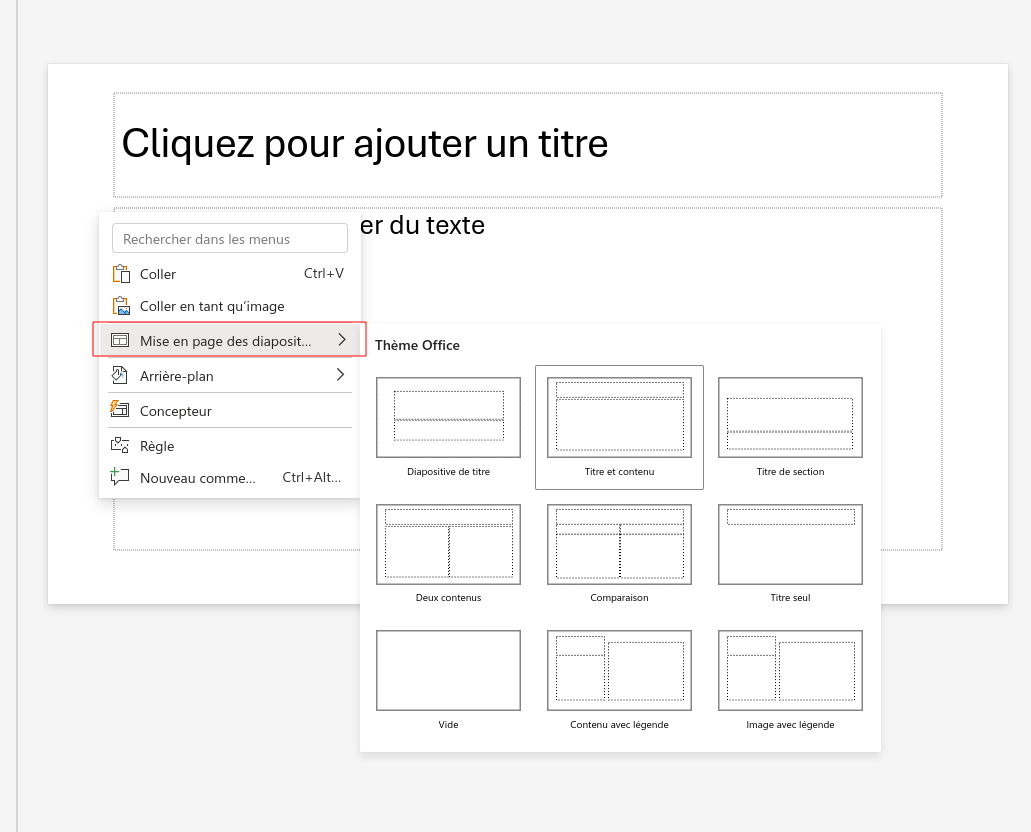 Cliquez pour ajouter un titre
er du texte
Rechercher dans les menus
Coller Ctrl+V
Coller en tant qu’image
Mise en page des diaposit...
Arrière-plan
Concepteur
Règle
Nouveau comme... Ctrl+Alt...
Thème Office
Diapositive de titre Titre et contenu Titre de section
Deux contenus Comparaison Titre seul
Vide Contenu avec légende Image avec légende